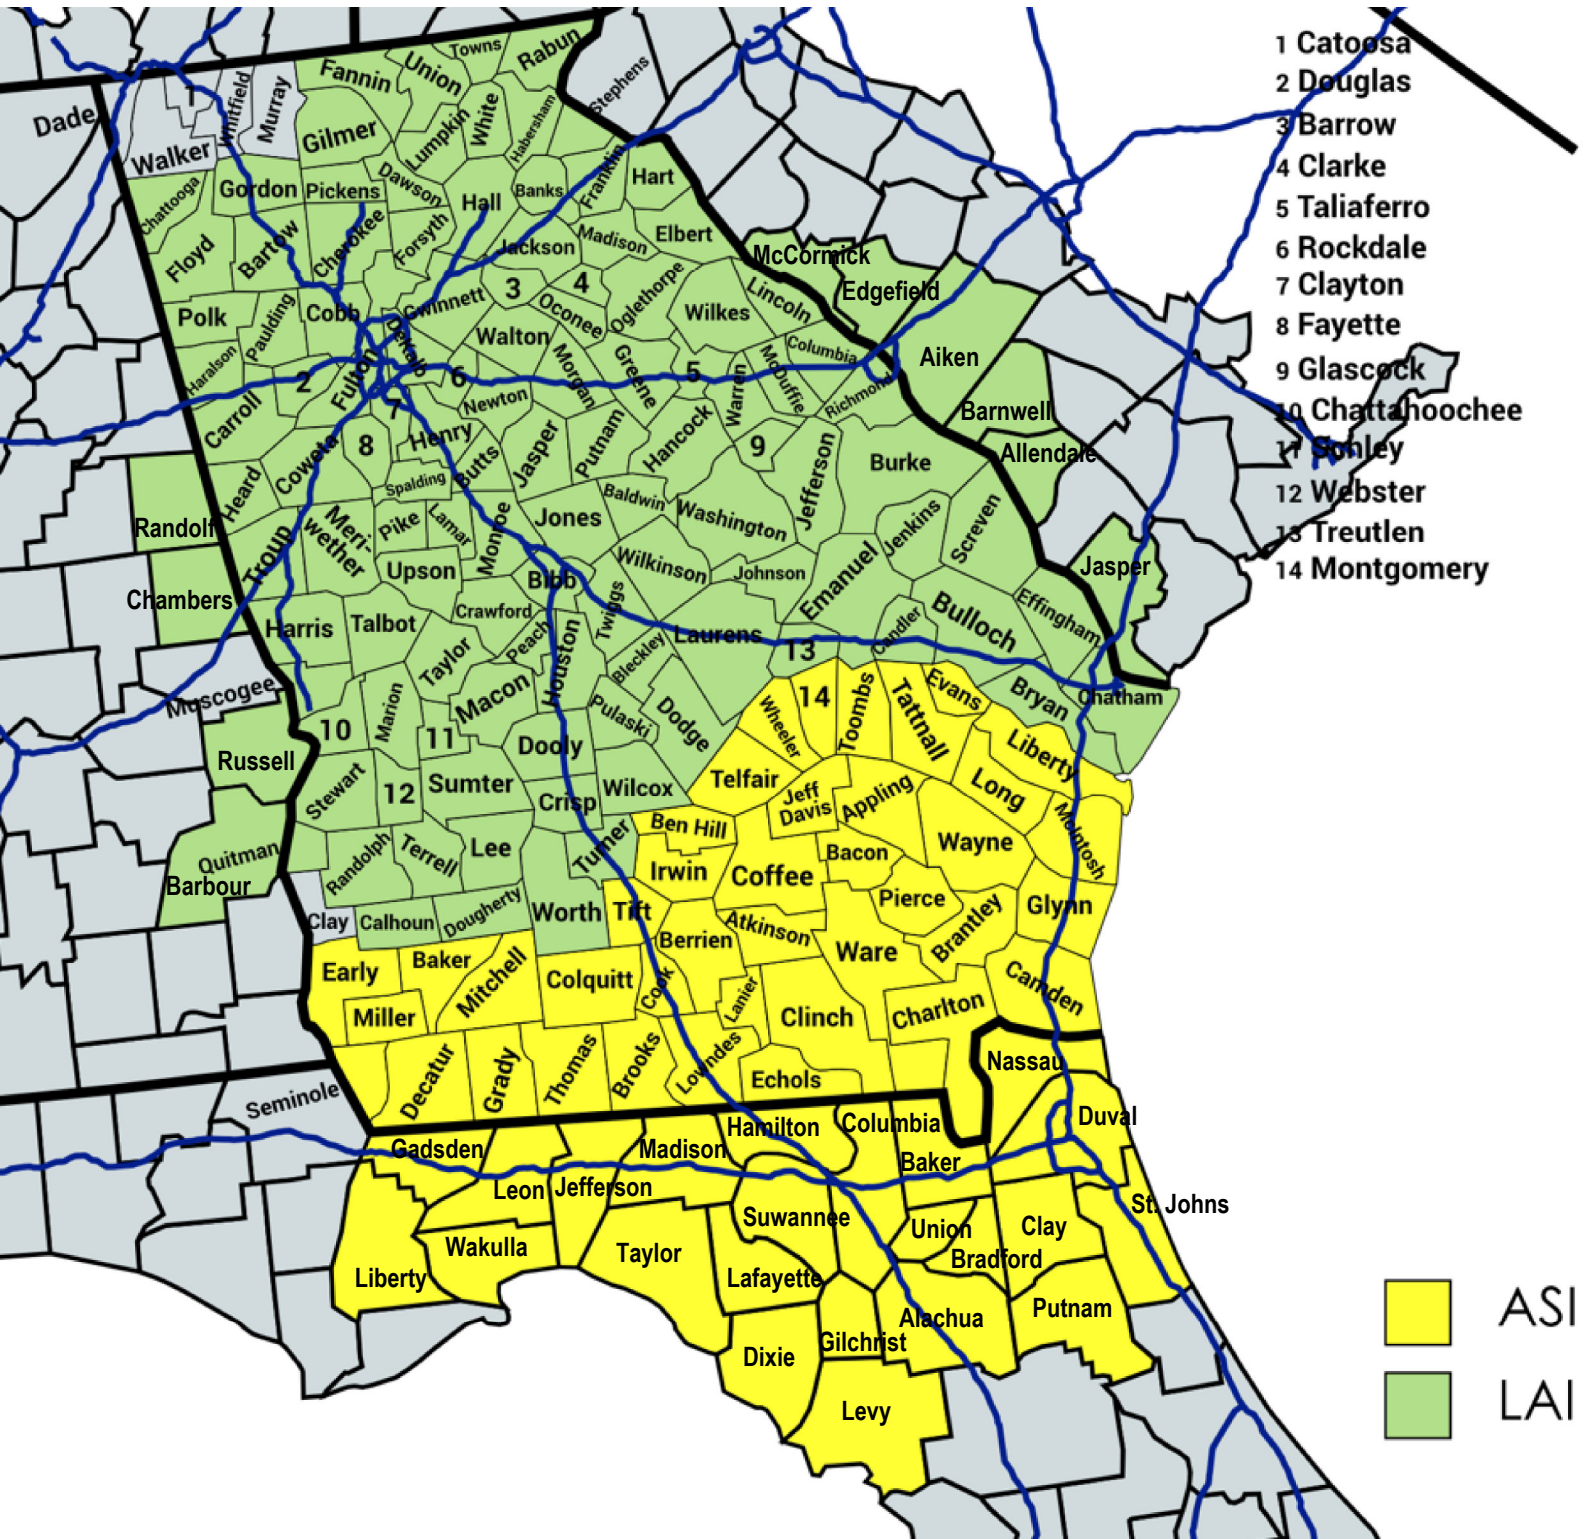 Towns
Rabun
Union
Fannin
Stephens
1
Whitfield
Murray
Dade
Walker
Gilmer
Lumpkin
White
Habersham
Chattooga
Gordon
Pickens
Dawson
Hall
Banks
Franklin
Hart
Floyd
Bartow
Cherokee
Forsyth
Jackson
Madison
Elbert
McCormick
Edgefield
Polk
Paulding
Cobb
Gwinnett
3
4
Oconee
Oglethorpe
Wilkes
Lincoln
Haralson
2
Fulton
DeKalb
6
Walton
Morgan
Greene
5
Warren
McDuffie
Columbia
Richmond
Aiken
Carroll
7
Newton
8
Henry
Coweta
Spalding
Butts
Jasper
Putnam
Hancock
9
Jefferson
Burke
Barnwell
Allendale
Heard
Randolf
Troup
Meri-
wether
Pike
Lamar
Monroe
Jones
Baldwin
Washington
Jenkins
Screven
Upson
Bibb
Wilkinson
Johnson
Emanuel
Jasper
Chambers
Harris
Talbot
Crawford
Peach
Twiggs
Houston
Bleckley
Laurens
13
Candler
Bulloch
Effingham
Muscogee
Taylor
Marion
Macon
Pulaski
Dodge
Wheeler
14
Toombs
Tattnall
Evans
Bryan
Chatham
Russell
10
11
Dooly
Stewart
12
Sumter
Crisp
Wilcox
Telfair
Jeff
Davis
Appling
Long
Liberty
McIntosh
Quitman
Barbour
Randolph
Terrell
Lee
Turner
Ben Hill
Irwin
Coffee
Bacon
Wayne
Clay
Calhoun
Dougherty
Worth
Tift
Berrien
Atkinson
Pierce
Brantley
Glynn
Early
Baker
Mitchell
Colquitt
Cook
Lanier
Ware
Camden
Miller
Clinch
Charlton
Seminole
Decatur
Grady
Thomas
Brooks
Lowndes
Echols
Nassau
Gadsden
Madison
Hamilton
Columbia
Duval
Leon
Jefferson
Baker
St. Johns
Suwannee
Union
Clay
Wakulla
Taylor
Bradford
Liberty
Lafayette
Alachua
Putnam
Gilchrist
Dixie
Levy
1 Catoosa
2 Douglas
3 Barrow
4 Clarke
5 Taliaferro
6 Rockdale
7 Clayton
8 Fayette
9 Glascock
10 Chattahoochee
11 Schley
12 Webster
13 Treutlen
14 Montgomery
ASI
LAI